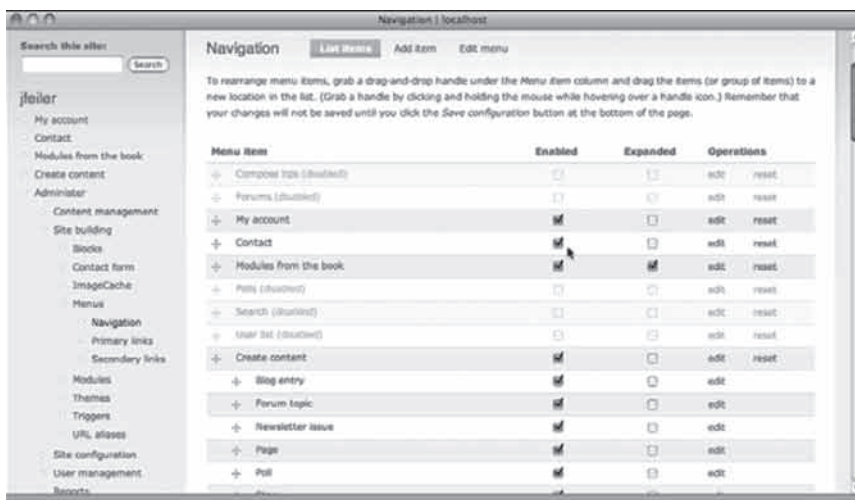 Navigation | localhost
Search this site:
Search
jfeiler
My account
Contact
Modules from the book
Create content
Administer
Content management
Site building
Blocks
Contact form
ImageCache
Menus
Navigation
Primary links
Secondary links
Modules
Themes
Triggers
URL aliases
Site configuration
User management
Reports
Navigation List items Add item Edit menu
To rearrange menu items, grab a drag-and-drop handle under the Menu item column and drag the items (or group of items) to a
new location in the list. (Grab a handle by clicking and holding the mouse while hovering over a handle icon.) Remember that
your changes will not be saved until you click the Save configuration button at the bottom of the page.
Menu item Enabled Expanded Operations
Compose tips (disabled) edit reset
Forums (disabled) edit reset
My account edit reset
Contact edit reset
Modules from the book edit reset
Polls (disabled) edit reset
Search (disabled) edit reset
User list (disabled) edit reset
Create content edit reset
Blog entry edit
Forum topic edit
Newsletter issue edit
Page edit
Poll edit